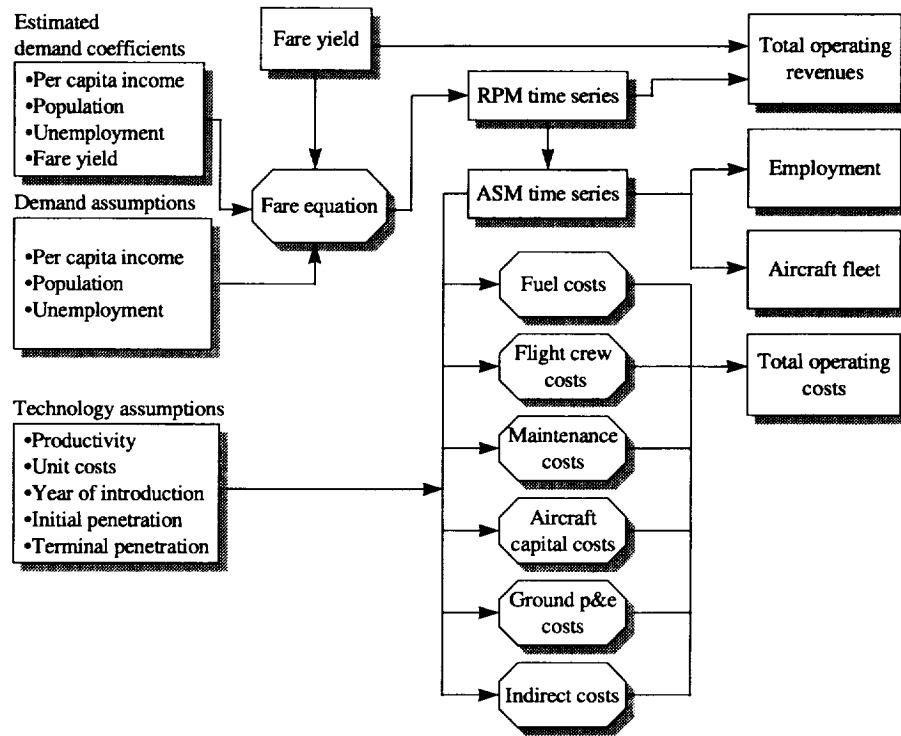 Estimated
demand coefficients
•Per capita income
•Population
•Unemployment
•Fare yield
Demand assumptions
•Per capita income
•Population
•Unemployment
Technology assumptions
•Productivity
•Unit costs
•Year of introduction
•Initial penetration
•Terminal penetration
Fare yield
Fare equation
RPM time series
ASM time series
Fuel costs
Flight crew
costs
Maintenance
costs
Aircraft
capital costs
Ground p&e
costs
Indirect costs
Total operating
revenues
Employment
Aircraft fleet
Total operating
costs